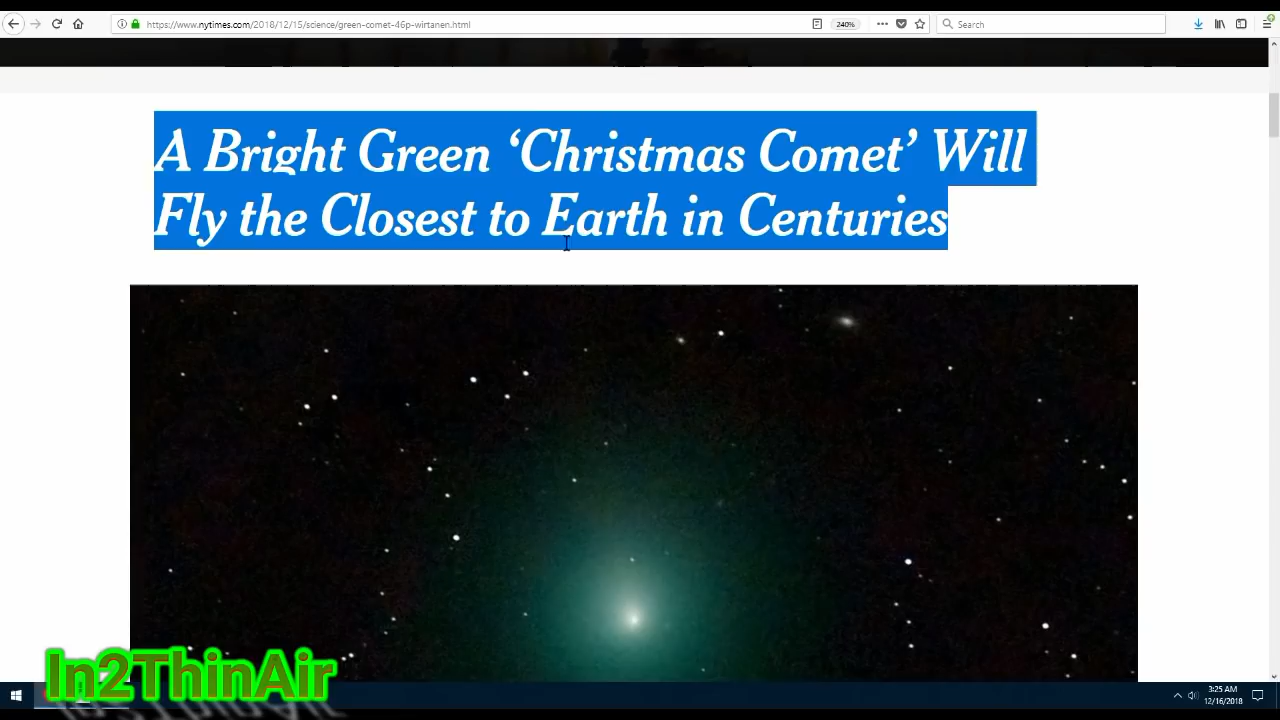 https://www.nytimes.com/2018/12/15/science/green-comet-46p-wirtanen.html
240%
Search
A Bright Green ‘Christmas Comet’ Will
Fly the Closest to Earth in Centuries
In2ThinAir
3:25 AM
12/16/2018